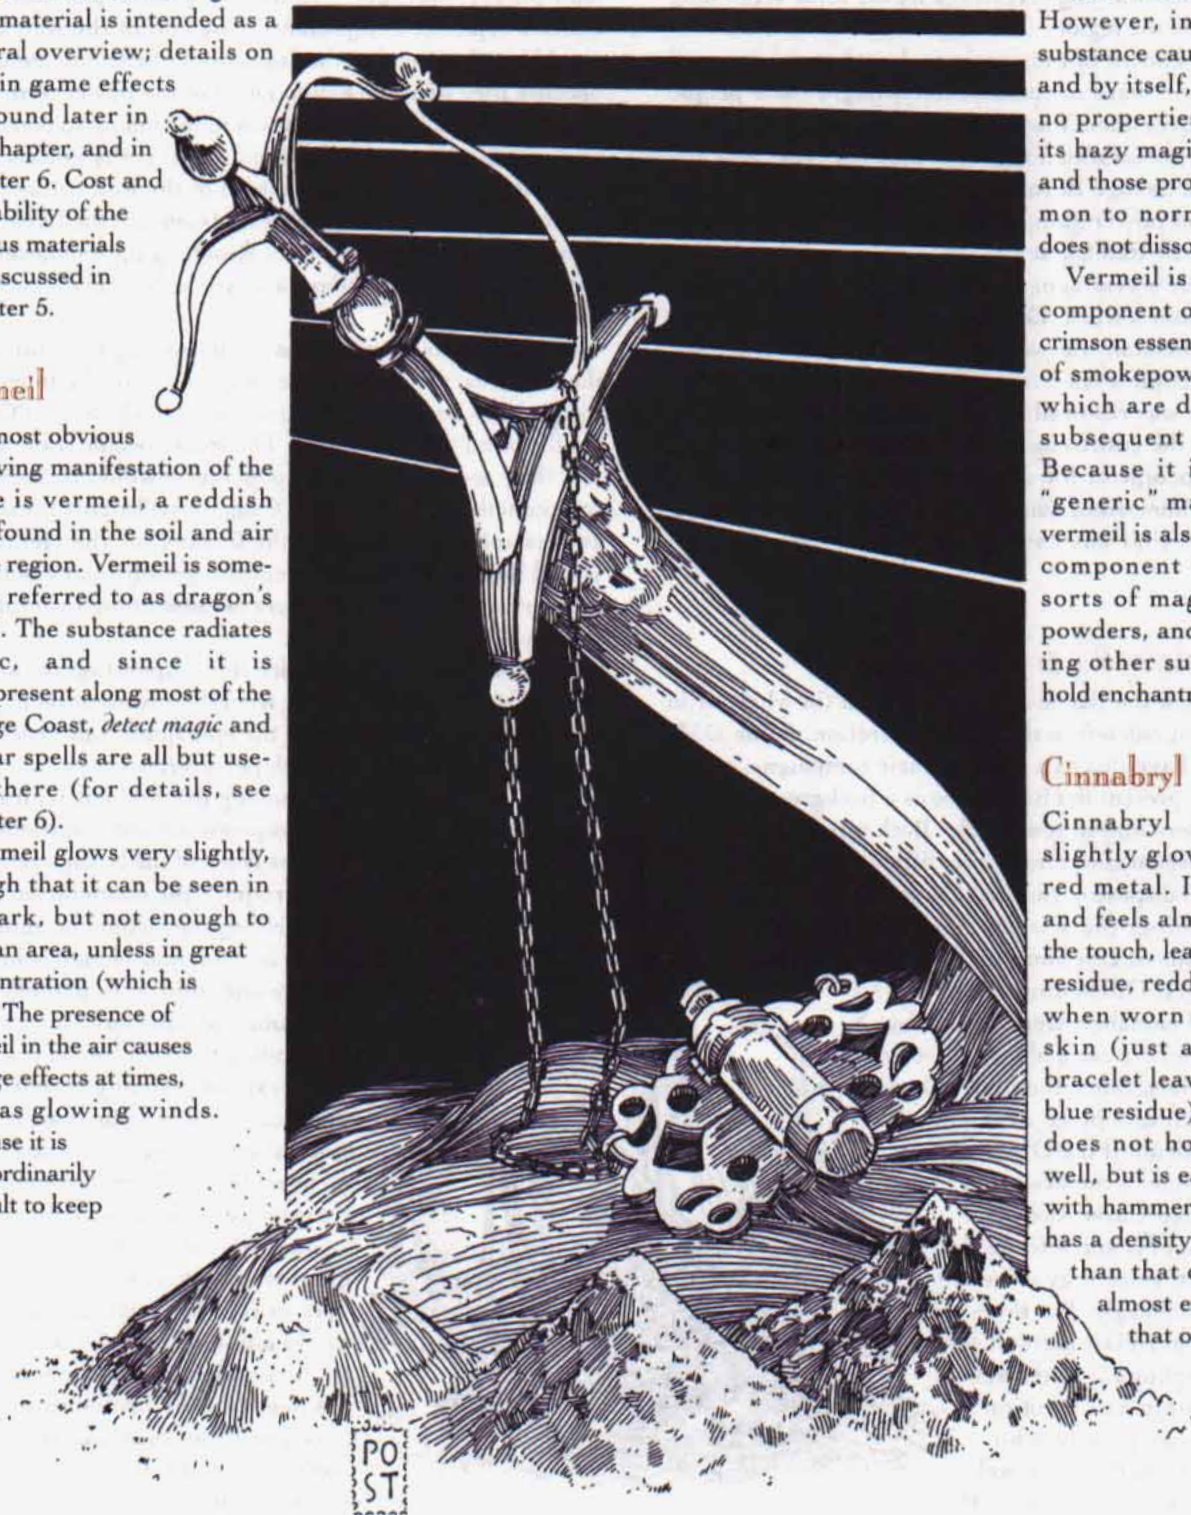 material is intended as a
ral overview; details on
in game effects
ound later in
hapter, and in
ter 6. Cost and
ability of the
us materials
scussed in
ter 5.
neil
nost obvious
ving manifestation of the
e is vermeil, a reddish
found in the soil and air
region. Vermeil is some-
referred to as dragon's
. The substance radiates
c, and since it is
present along most of the
ge Coast, detect magic and
ar spells are all but use-
there (for details, see
ter 6).
meil glows very slightly,
gh that it can be seen in
ark, but not enough to
an area, unless in great
ntration (which is
The presence of
eil in the air causes
ge effects at times,
as glowing winds.
se it is
ordinarily
lt to keep
PO
ST
However, in
substance cau
and by itself,
no properties
its hazy magi
and those pro
mon to norm
does not disso
Vermeil is
component o
crimson essen
of smokepow
which are d
subsequent
Because it i
"generic" m
vermeil is als
component
sorts of mag
powders, and
ing other su
hold enchantr
Cinnabryl
Cinnabryl
slightly glov
red metal. I
and feels alm
the touch, lea
residue, redd
when worn
skin (just a
bracelet leav
blue residue)
does not ho
well, but is e
with hammer
has a density
than that o
almost e
that o